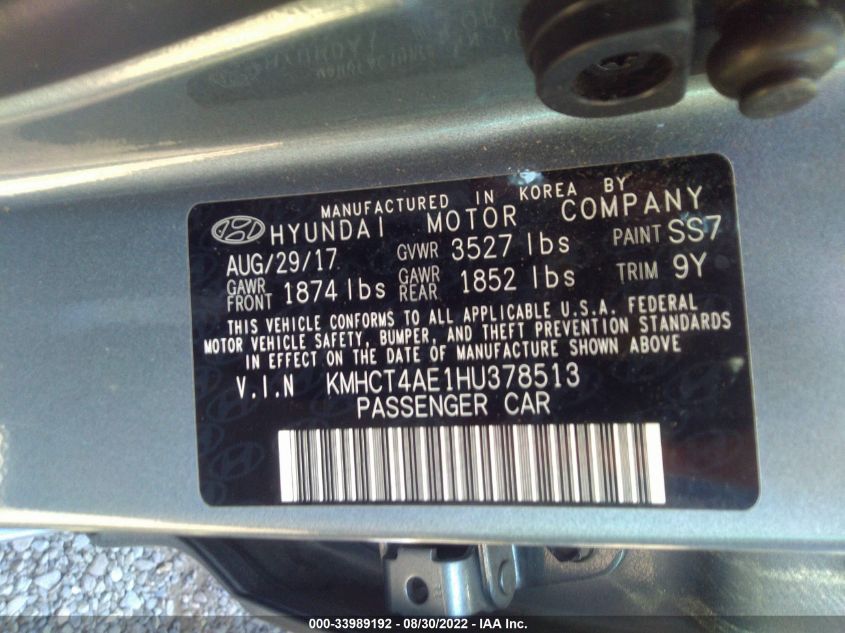 MANUFACTURED IN KOREA BY
HYUNDAI MOTOR COMPANY
AUG/29/17 GVWR 3527 lbs PAINT SS7
GAWR FRONT 1874 lbs GAWR REAR 1852 lbs TRIM 9Y
THIS VEHICLE CONFORMS TO ALL APPLICABLE U.S.A. FEDERAL
MOTOR VEHICLE SAFETY, BUMPER, AND THEFT PREVENTION STANDARDS
IN EFFECT ON THE DATE OF MANUFACTURE SHOWN ABOVE
V.I.N KMHCT4AE1HU378513
PASSENGER CAR
000-33989192 - 08/30/2022 - IAA Inc.